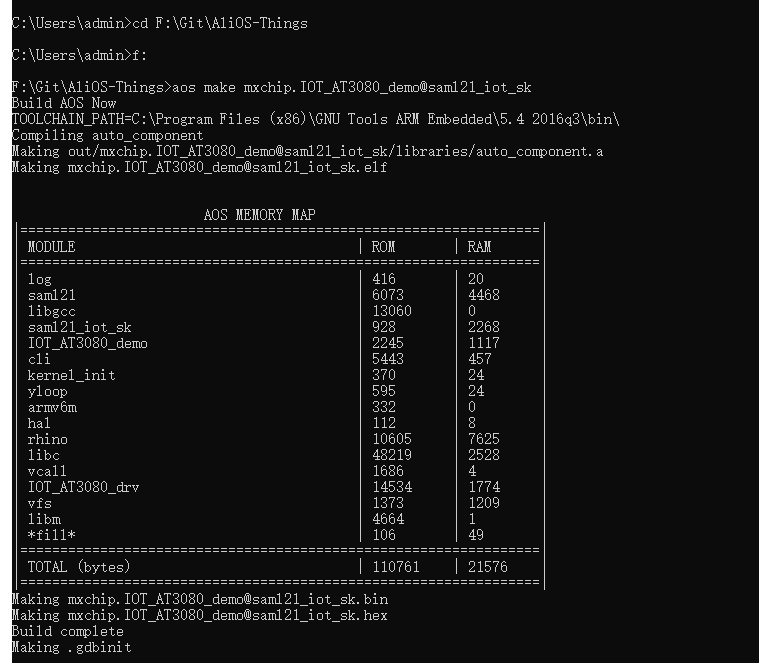 C:\Users\admin>cd F:\Git\AliOS-Things
C:\Users\admin>f:
F:\Git\AliOS-Things>aos make mxchip.IOT_AT3080_demo@saml21_iot_sk
Build AOS Now
TOOLCHAIN_PATH=C:\Program Files (x86)\GNU Tools ARM Embedded\5.4 2016q3\bin\
Compiling auto_component
Making out/mxchip.IOT_AT3080_demo@saml21_iot_sk/libraries/auto_component.a
Making mxchip.IOT_AT3080_demo@saml21_iot_sk.elf
AOS MEMORY MAP
|=================================================================|
| MODULE | ROM | RAM |
|=================================================================|
| log | 416 | 20 |
| saml21 | 6073 | 4468 |
| libgcc | 13060 | 0 |
| saml21_iot_sk | 928 | 2268 |
| IOT_AT3080_demo | 2245 | 1117 |
| cli | 5443 | 457 |
| kernel_init | 370 | 24 |
| yloop | 595 | 24 |
| armv6m | 332 | 0 |
| hal | 112 | 8 |
| rhino | 10605 | 7625 |
| libc | 48219 | 2528 |
| vcall | 1686 | 4 |
| IOT_AT3080_drv | 14534 | 1774 |
| vfs | 1373 | 1209 |
| libm | 4664 | 1 |
| *fill* | 106 | 49 |
|=================================================================|
| TOTAL (bytes) | 110761 | 21576 |
|=================================================================|
Making mxchip.IOT_AT3080_demo@saml21_iot_sk.bin
Making mxchip.IOT_AT3080_demo@saml21_iot_sk.hex
Build complete
Making .gdbinit